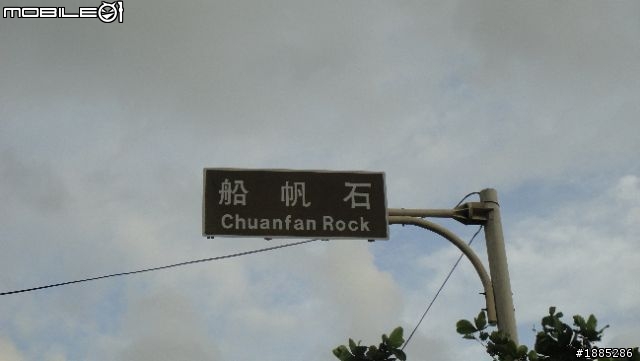 MOBILE01
船帆石
Chuanfan Rock
#1885286